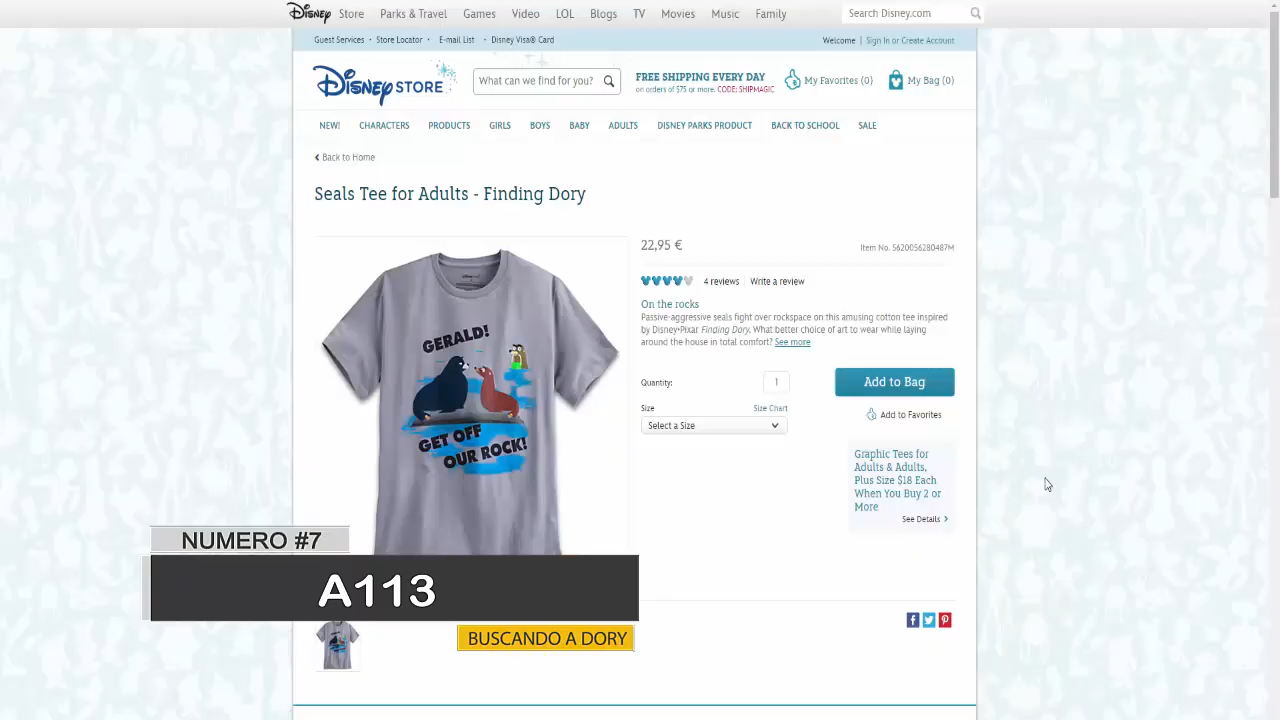 Disney Store Parks & Travel Games Video LOL Blogs TV Movies Music Family Search Disney.com
Guest Services · Store Locator · E-mail List · Disney Visa® Card Welcome | Sign In or Create Account
Disney STORE
What can we find for you?
FREE SHIPPING EVERY DAY
on orders of $75 or more. CODE: SHIPMAGIC
My Favorites (0) My Bag (0)
NEW! CHARACTERS PRODUCTS GIRLS BOYS BABY ADULTS DISNEY PARKS PRODUCT BACK TO SCHOOL SALE
Back to Home
Seals Tee for Adults - Finding Dory
GERALD!
GET OFF
OUR ROCK!
22,95 € Item No. 5620056280487M
4 reviews | Write a review
On the rocks
Passive-aggressive seals fight over rockspace on this amusing cotton tee inspired
by Disney•Pixar Finding Dory. What better choice of art to wear while laying
around the house in total comfort? See more
Quantity: 1 Add to Bag
Size Size Chart
Select a Size
Add to Favorites
Graphic Tees for
Adults & Adults,
Plus Size $18 Each
When You Buy 2 or
More
See Details
NUMERO #7
A113
BUSCANDO A DORY